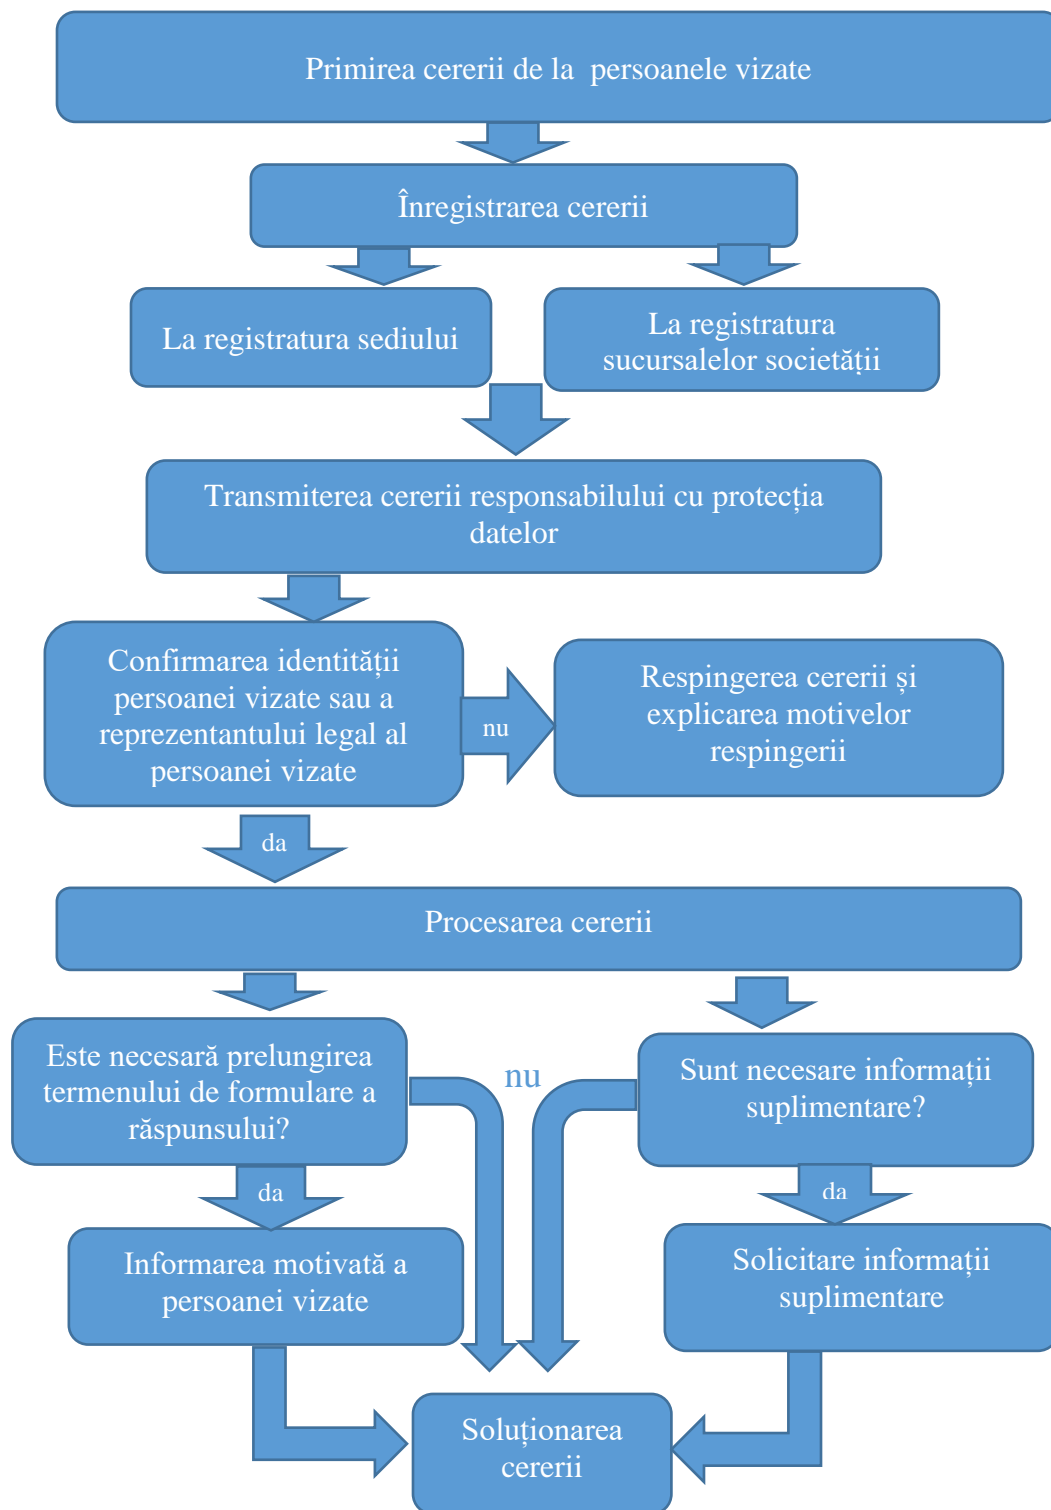 Primirea cererii de la persoanele vizate
Înregistrarea cererii
La registratura sediului
La registratura
sucursalelor societății
Transmiterea cererii responsabilului cu protecția
datelor
Confirmarea identității
persoanei vizate sau a
reprezentantului legal al
persoanei vizate
nu
Respingerea cererii și
explicarea motivelor
respingerii
da
Procesarea cererii
Este necesară prelungirea
termenului de formulare a
răspunsului?
nu
Sunt necesare informații
suplimentare?
da
da
Informarea motivată a
persoanei vizate
Solicitare informații
suplimentare
Soluționarea
cererii